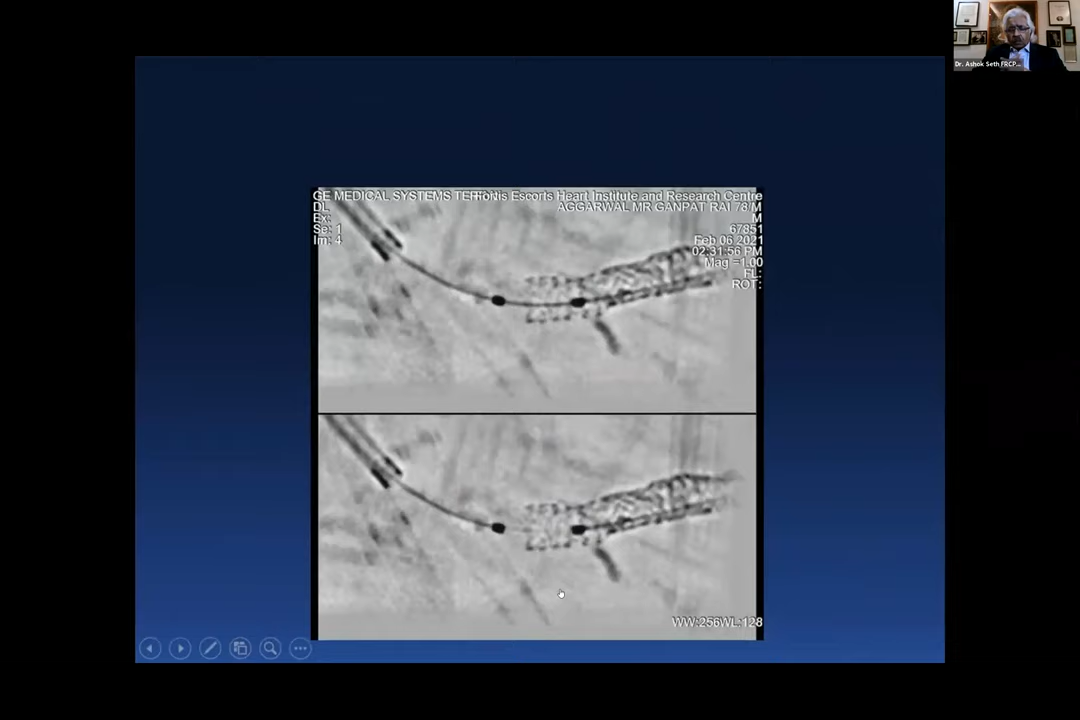 Dr. Ashok Seth FRCP...
GE MEDICAL SYSTEMS
Escorts Heart Institute and Research Centre
DL
AGGARWAL MR GANPAT RAI 78 M
Ex:
M
Se: 1
67851
Im: 4
Feb 06 2021
02:31:56 PM
Mag =1.00
FL:
ROT:
WW:256WL:128